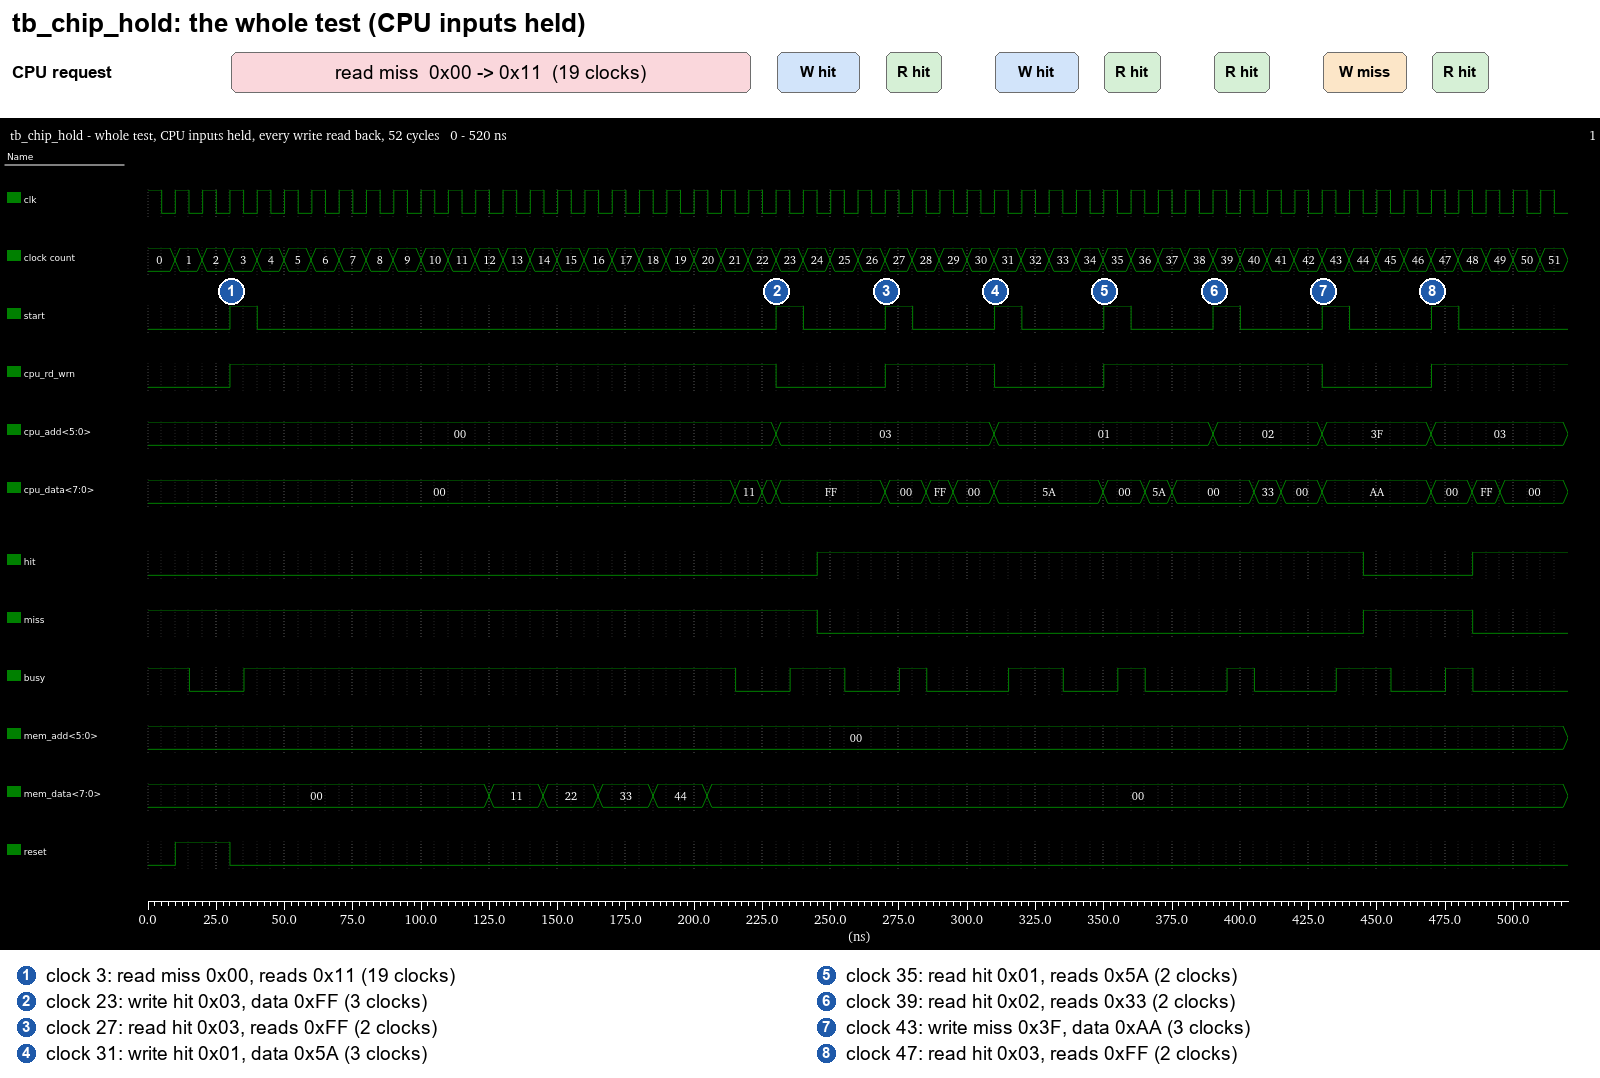 tb_chip_hold: the whole test (CPU inputs held)
CPU request
read miss 0x00 -> 0x11 (19 clocks)
W hit
R hit
W hit
R hit
R hit
W miss
R hit
tb_chip_hold - whole test, CPU inputs held, every write read back, 52 cycles 0 - 520 ns
1
Name
clk
clock count
0 1 2 3 4 5 6 7 8 9 10 11 12 13 14 15 16 17 18 19 20 21 22 23 24 25 26 27 28 29 30 31 32 33 34 35 36 37 38 39 40 41 42 43 44 45 46 47 48 49 50 51
1 2 3 4 5 6 7 8
start
cpu_rd_wrn
cpu_add<5:0>
00 03 01 02 3F 03
cpu_data<7:0>
00 11 FF 00 FF 00 5A 00 5A 00 33 00 AA 00 FF 00
hit
miss
busy
mem_add<5:0>
00
mem_data<7:0>
00 11 22 33 44 00
reset
0.0 25.0 50.0 75.0 100.0 125.0 150.0 175.0 200.0 225.0 250.0 275.0 300.0 325.0 350.0 375.0 400.0 425.0 450.0 475.0 500.0
(ns)
1 clock 3: read miss 0x00, reads 0x11 (19 clocks)
2 clock 23: write hit 0x03, data 0xFF (3 clocks)
3 clock 27: read hit 0x03, reads 0xFF (2 clocks)
4 clock 31: write hit 0x01, data 0x5A (3 clocks)
5 clock 35: read hit 0x01, reads 0x5A (2 clocks)
6 clock 39: read hit 0x02, reads 0x33 (2 clocks)
7 clock 43: write miss 0x3F, data 0xAA (3 clocks)
8 clock 47: read hit 0x03, reads 0xFF (2 clocks)